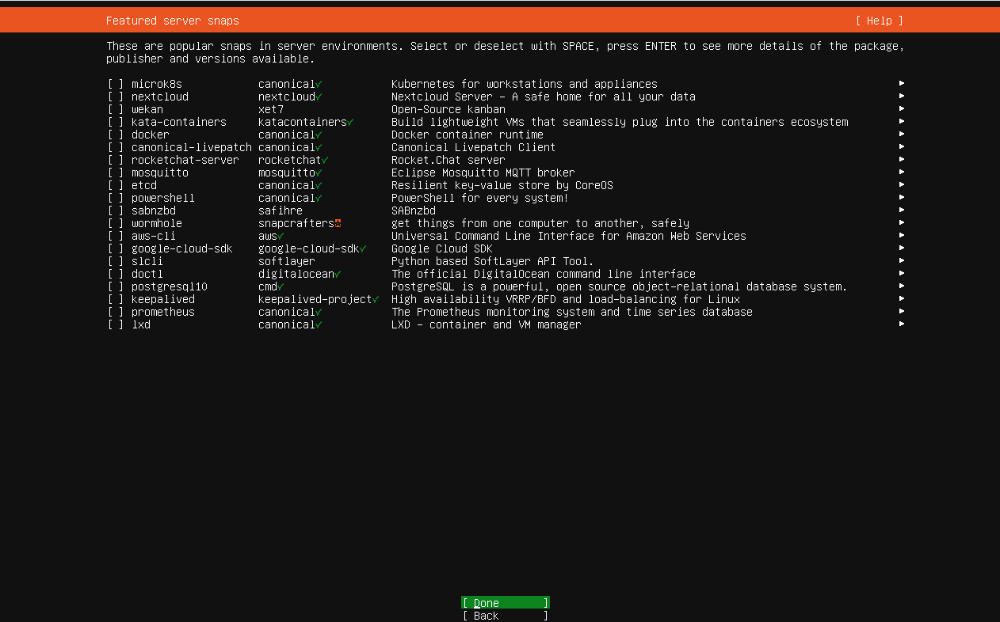 Featured server snaps [ Help ]
These are popular snaps in server environments. Select or deselect with SPACE, press ENTER to see more details of the package,
publisher and versions available.
[ ] microk8s canonical✓ Kubernetes for workstations and appliances ▸
[ ] nextcloud nextcloud✓ Nextcloud Server - A safe home for all your data ▸
[ ] wekan xet7 Open-Source kanban ▸
[ ] kata-containers katacontainers✓ Build lightweight VMs that seamlessly plug into the containers ecosystem ▸
[ ] docker canonical✓ Docker container runtime ▸
[ ] canonical-livepatch canonical✓ Canonical Livepatch Client ▸
[ ] rocketchat-server rocketchat✓ Rocket.Chat server ▸
[ ] mosquitto mosquitto✓ Eclipse Mosquitto MQTT broker ▸
[ ] etcd canonical✓ Resilient key-value store by CoreOS ▸
[ ] powershell canonical✓ PowerShell for every system! ▸
[ ] sabnzbd safihre SABnzbd ▸
[ ] wormhole snapcrafters* get things from one computer to another, safely ▸
[ ] aws-cli aws✓ Universal Command Line Interface for Amazon Web Services ▸
[ ] google-cloud-sdk google-cloud-sdk✓ Google Cloud SDK ▸
[ ] slcli softlayer Python based SoftLayer API Tool. ▸
[ ] doctl digitalocean✓ The official DigitalOcean command line interface ▸
[ ] postgresql10 cmd✓ PostgreSQL is a powerful, open source object-relational database system. ▸
[ ] keepalived keepalived-project✓ High availability VRRP/BFD and load-balancing for Linux ▸
[ ] prometheus canonical✓ The Prometheus monitoring system and time series database ▸
[ ] lxd canonical✓ LXD - container and VM manager ▸
[ Done ]
[ Back ]